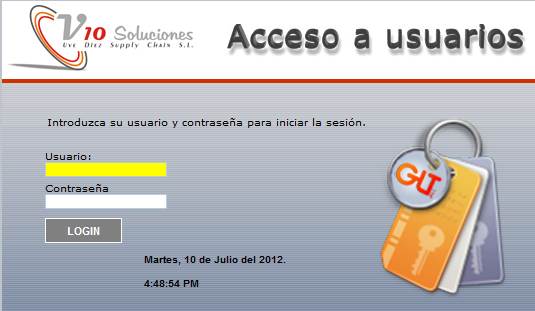 V10 Soluciones
Uve Diez Supply Chain S.L.
Acceso a usuarios
Introduzca su usuario y contraseña para iniciar la sesión.
Usuario:
Contraseña
LOGIN
GLT
Martes, 10 de Julio del 2012.
4:48:54 PM